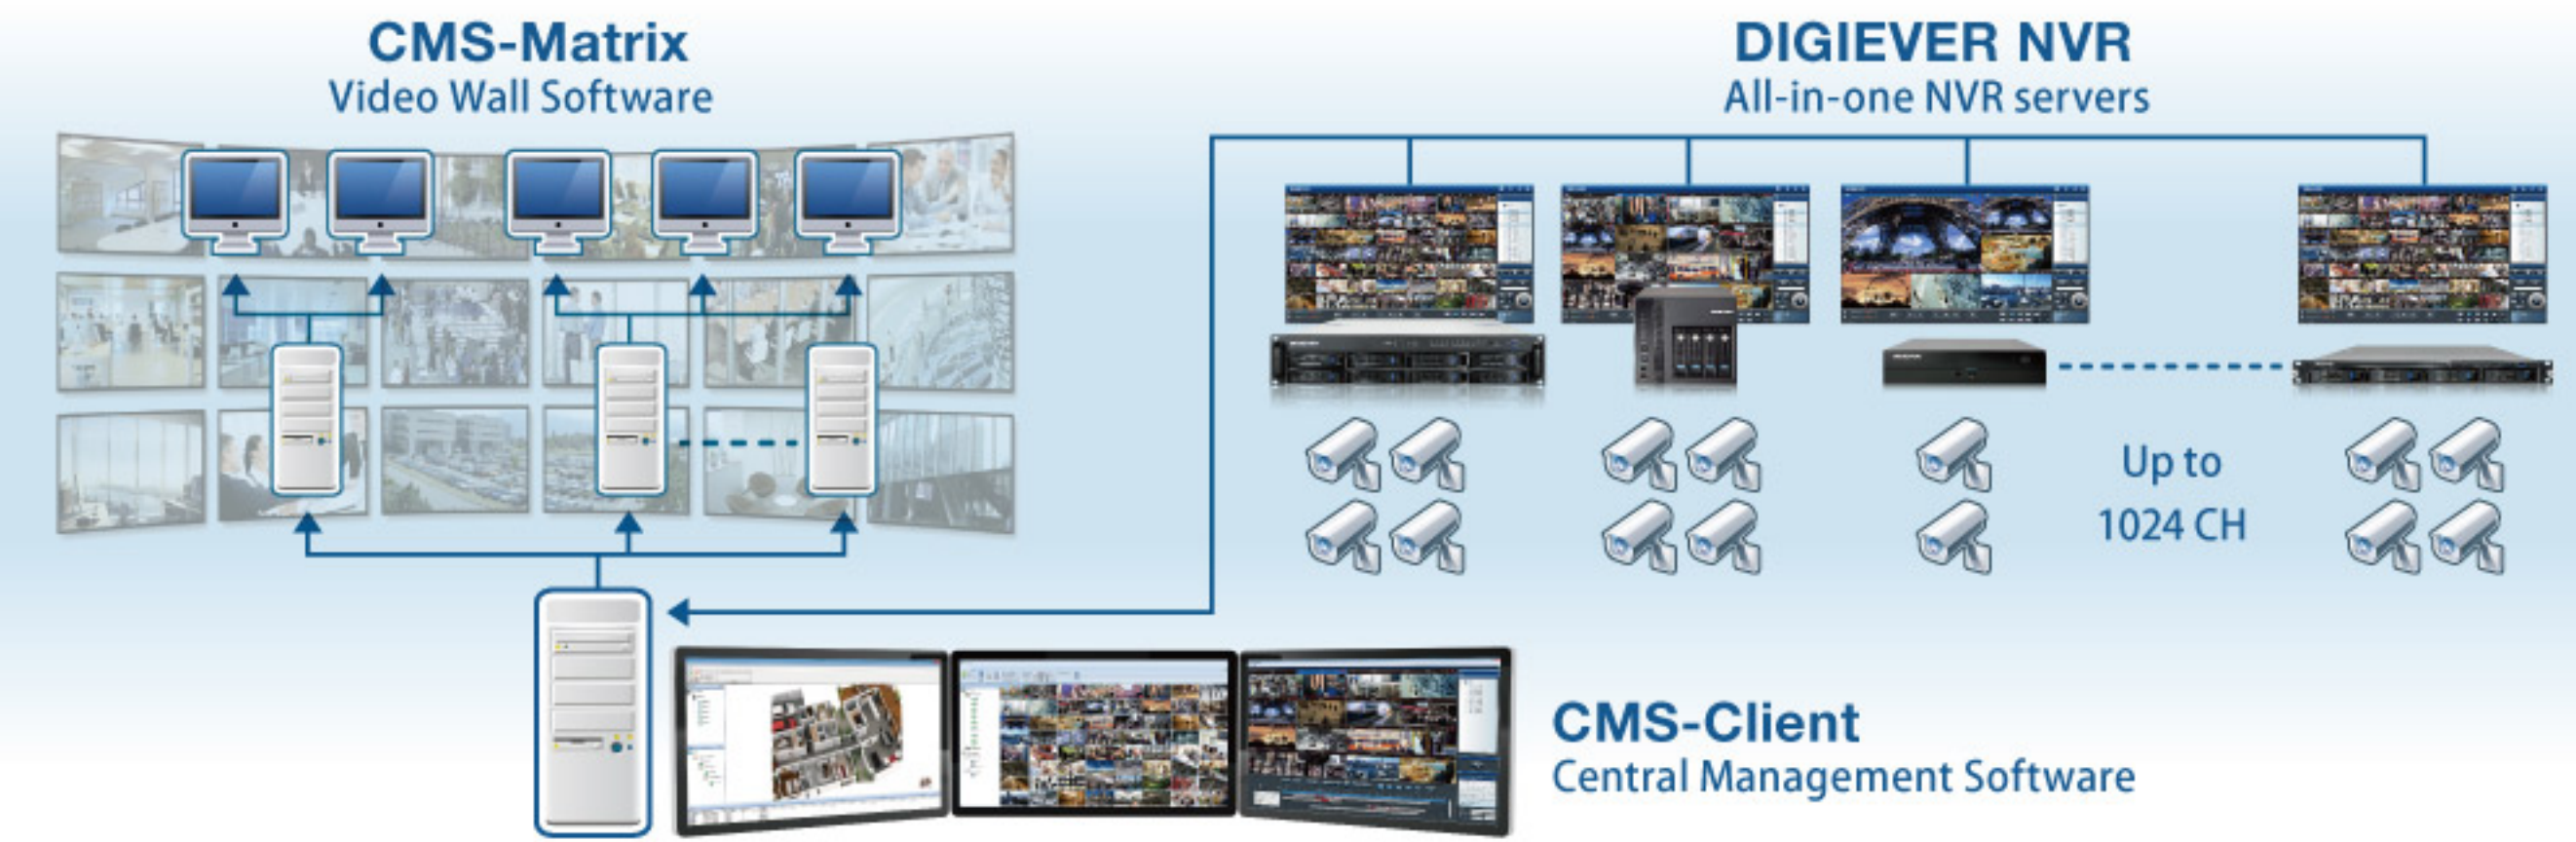 CMS-Matrix
Video Wall Software
DIGIEVER NVR
All-in-one NVR servers
Up to
1024 CH
CMS-Client
Central Management Software